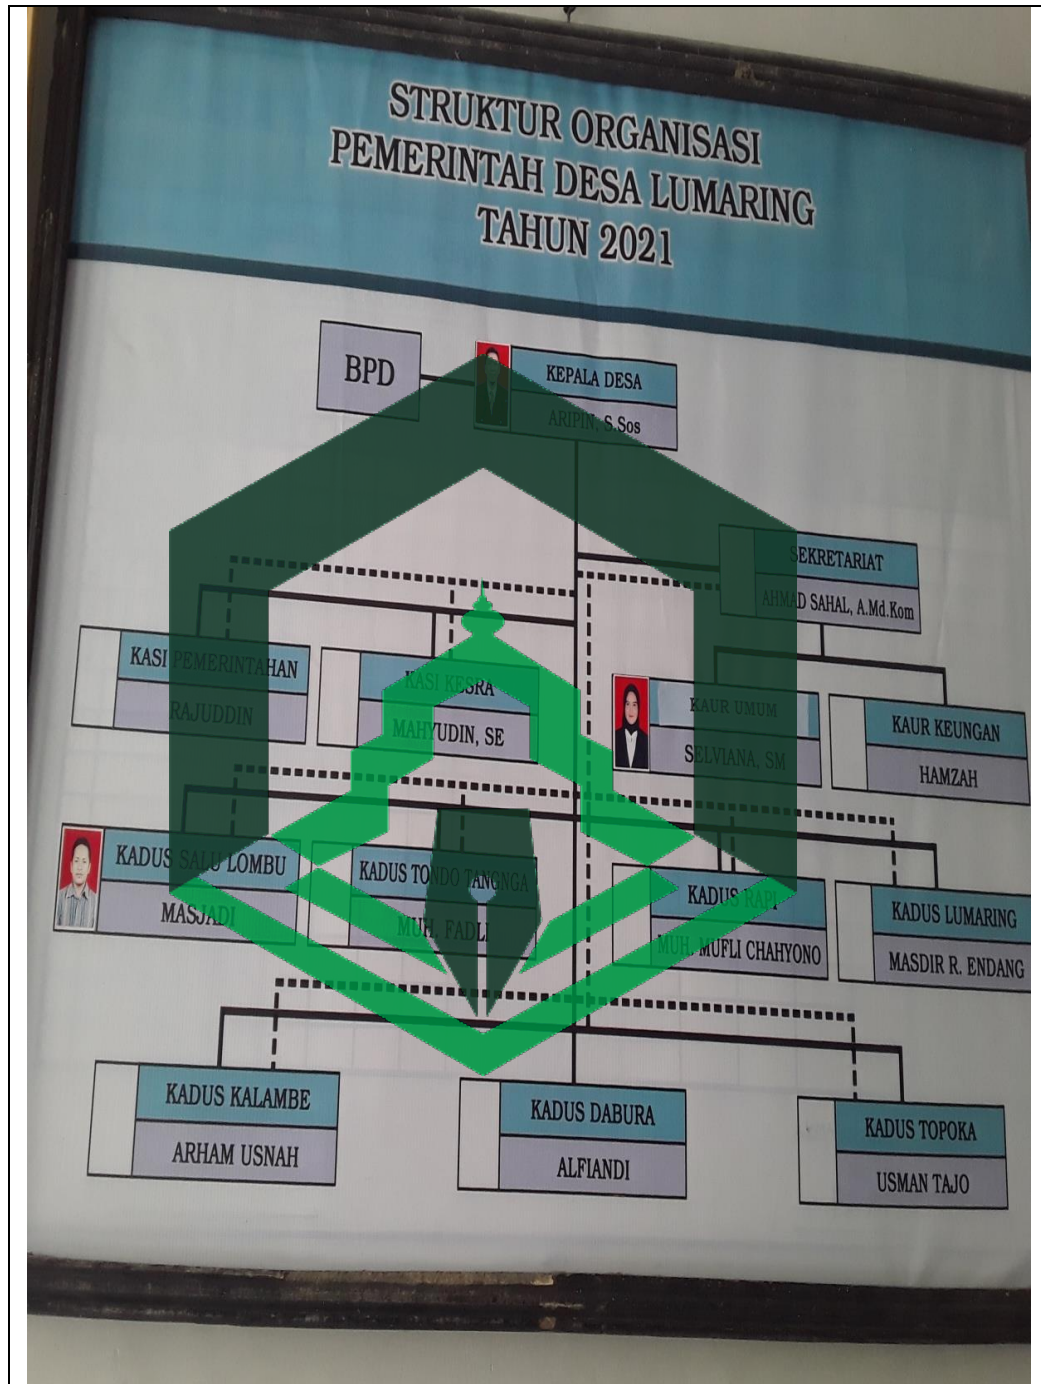 STRUKTUR ORGANISASI
PEMERINTAH DESA LUMARING
TAHUN 2021
BPD
KEPALA DESA
ARIPIN, S.Sos
SEKRETARIAT
AHMAD SAHAL, A.Md.Kom
KASI PEMERINTAHAN
RAJUDDIN
KASI KESRA
MAHYUDIN, SE
KAUR UMUM
SELVIANA, SM
KAUR KEUNGAN
HAMZAH
KADUS SALU LOMBU
MASJADI
KADUS TONDO TANGNGA
MUH. FADLI
KADUS RAPI
MUH. MUFLI CHAHYONO
KADUS LUMARING
MASDIR R. ENDANG
KADUS KALAMBE
ARHAM USNAH
KADUS DABURA
ALFIANDI
KADUS TOPOKA
USMAN TAJO